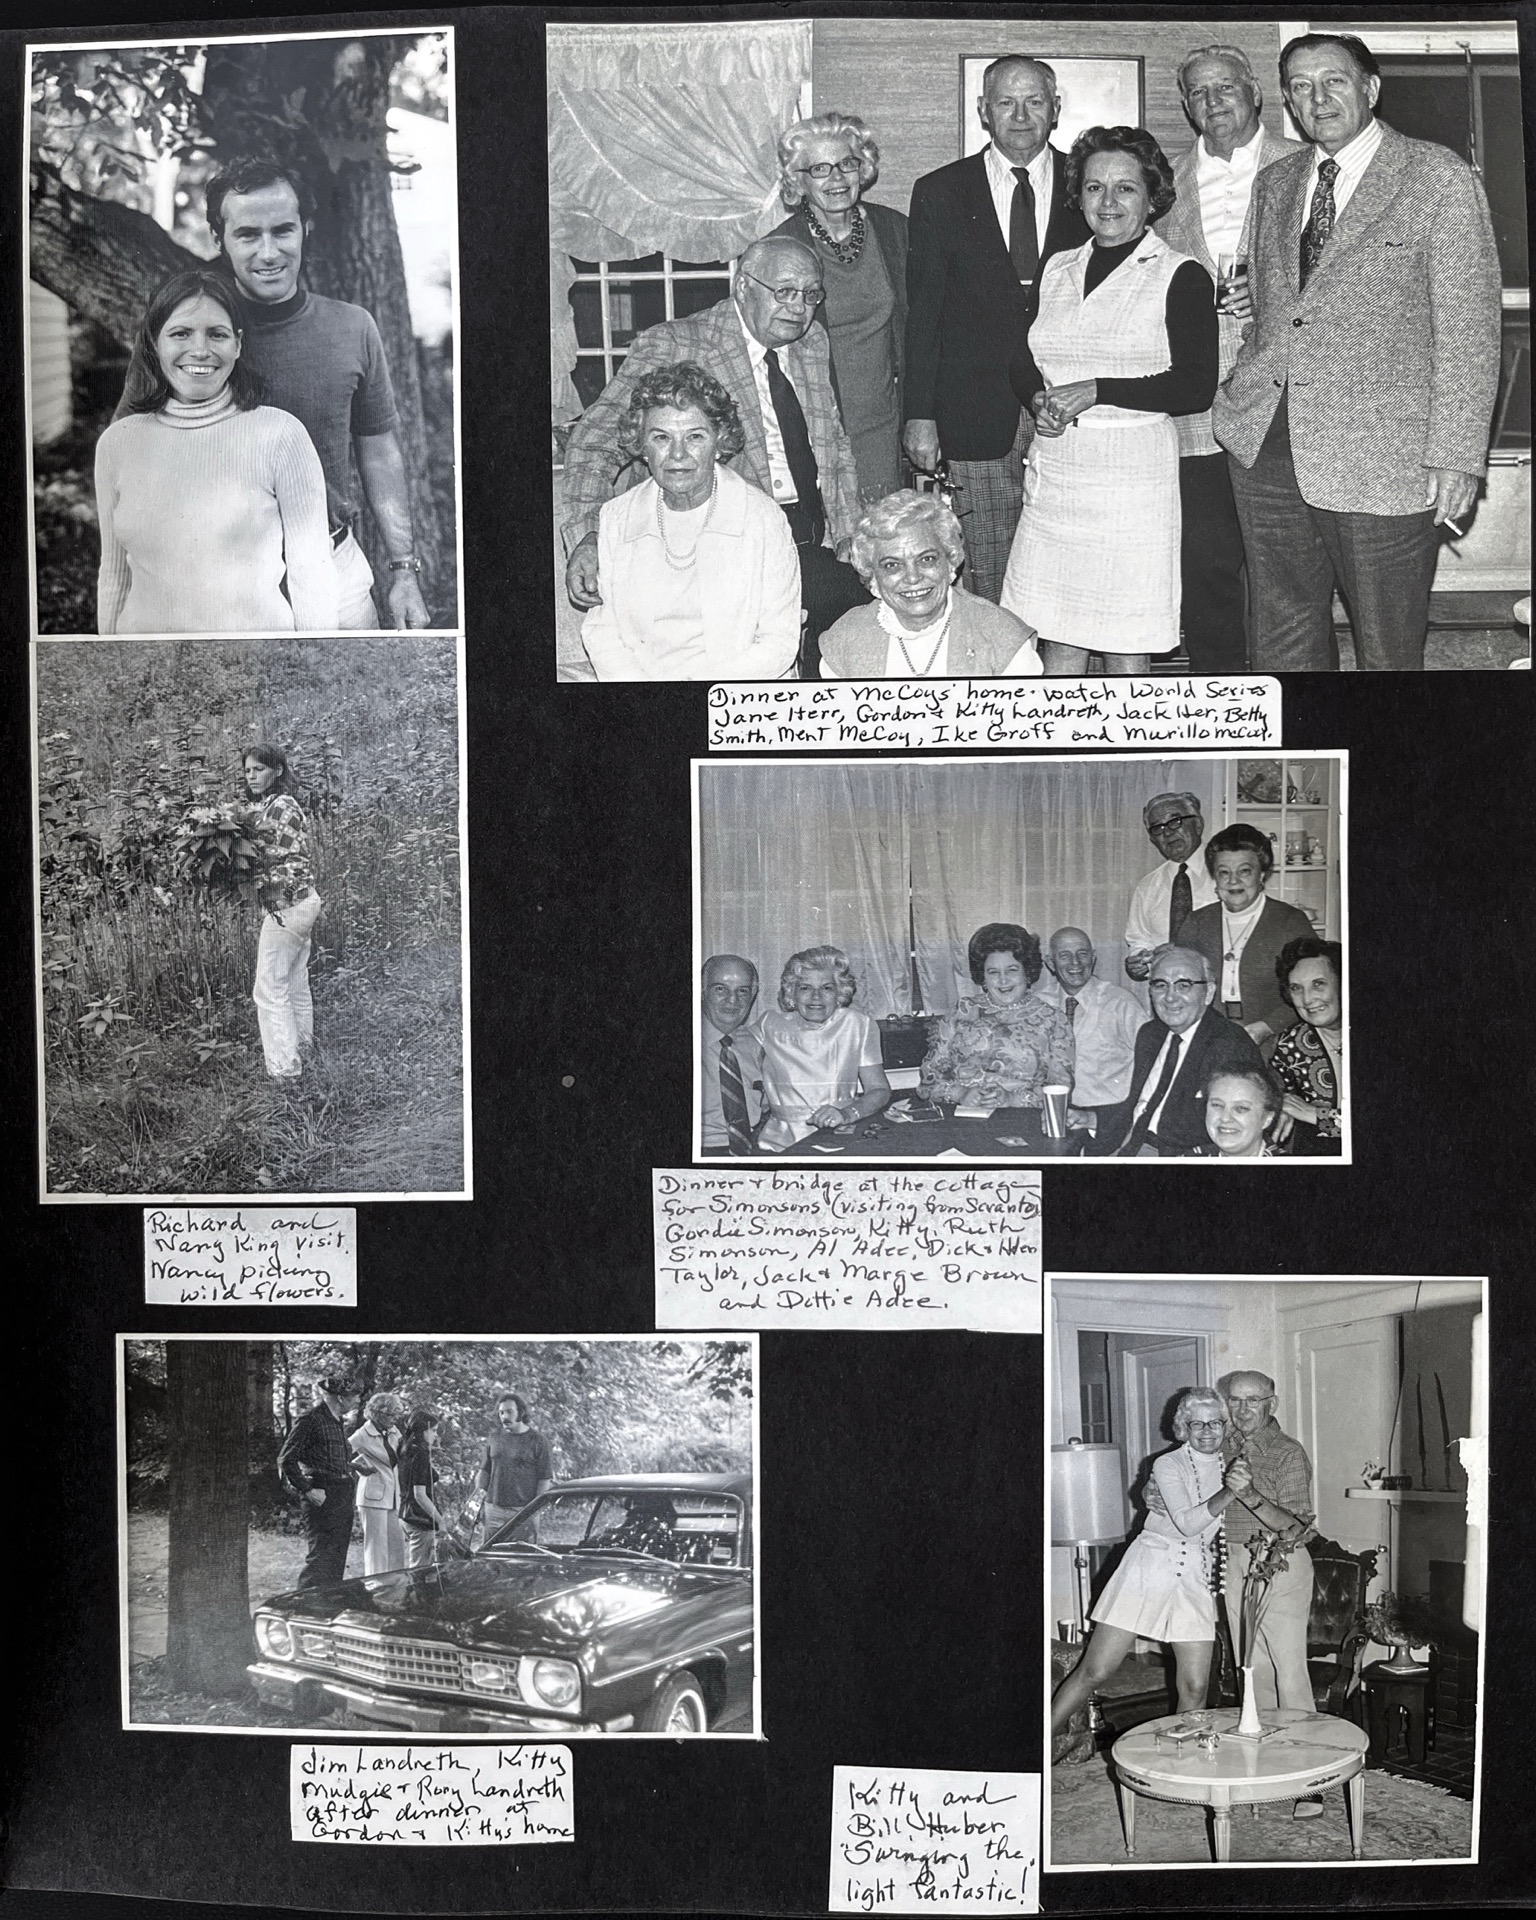 Dinner at McCoys' home - watch World Series
Jane Herr, Gordon + Kitty Landreth, Jack Her, Betty
Smith, Ment McCoy, Ike Groff and Murillo McCoy.
Dinner + bridge at the cottage
for Simonsons (visiting from Scranton)
Gordie Simonson, Kitty, Ruth
Simonson, Al Adee, Dick + Helen
Taylor, Jack + Marge Brown
and Dottie Adee.
Richard and
Nancy King visit.
Nancy picking
wild flowers.
Jim Landreth, Kitty
Mudgie + Rory Landreth
after dinner at
Gordon + Kitty's home
Kitty and
Bill Huber
"Swinging the
light fantastic!